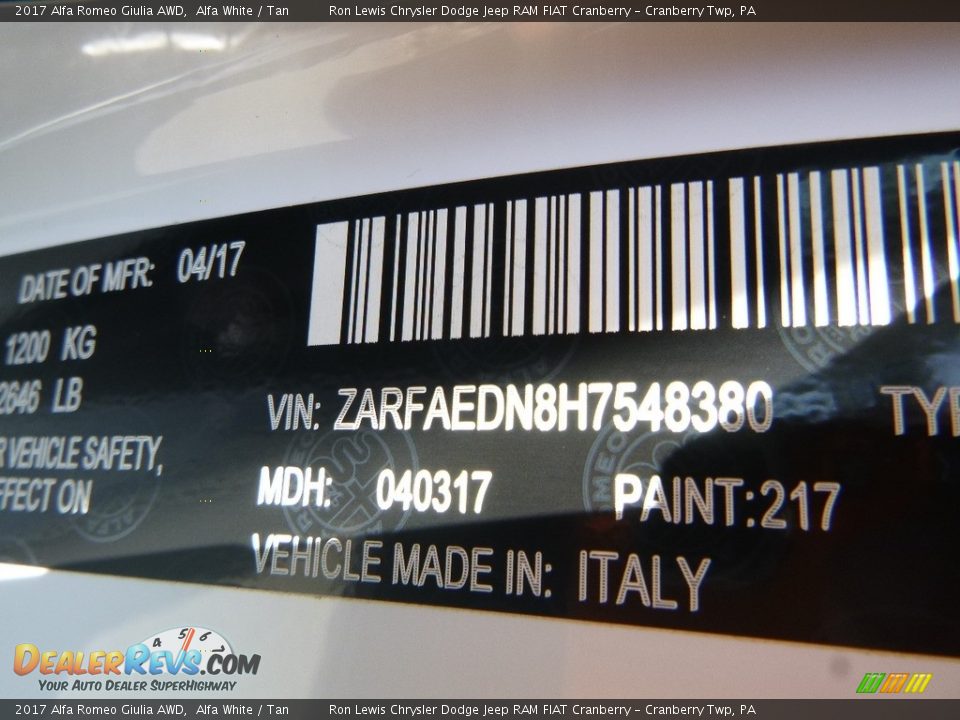 2017 Alfa Romeo Giulia AWD, Alfa White / Tan Ron Lewis Chrysler Dodge Jeep RAM FIAT Cranberry - Cranberry Twp, PA
DATE OF MFR: 04/17
1200 KG
2646 LB
VEHICLE SAFETY,
ON
VIN: ZARFAEDN8H7548380
MDH: 040317 PAINT:217
VEHICLE MADE IN: ITALY
4 5 6
DEALERREVS.COM
YOUR AUTO DEALER SUPERHIGHWAY
2017 Alfa Romeo Giulia AWD, Alfa White / Tan Ron Lewis Chrysler Dodge Jeep RAM FIAT Cranberry - Cranberry Twp, PA